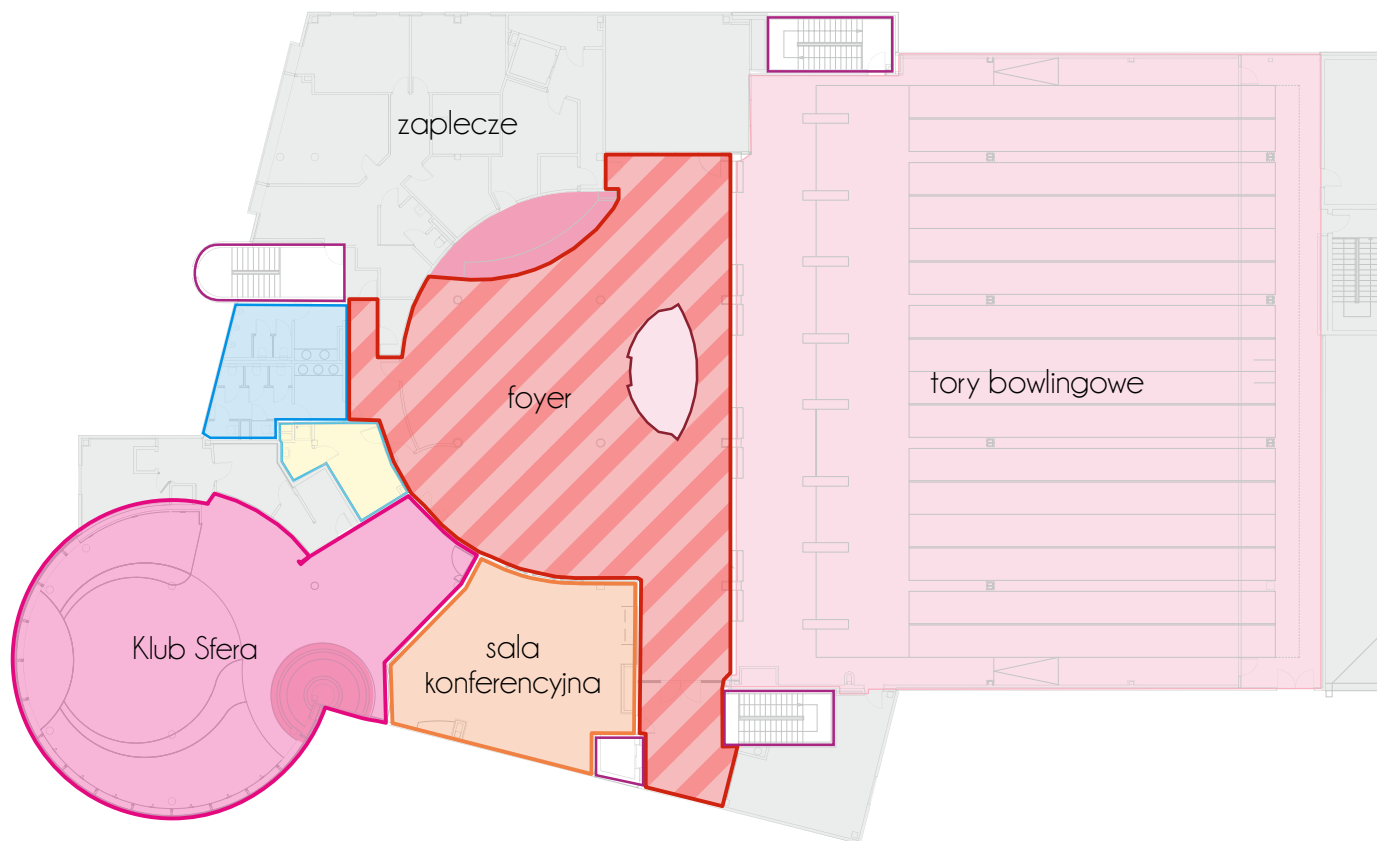 zaplecze
foyer
tory bowlingowe
Klub Sfera
sala
konferencyjna